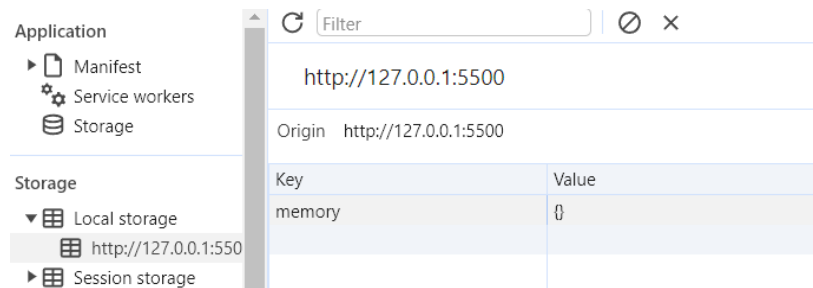 Application
Manifest
Service workers
Storage
Storage
Local storage
http://127.0.0.1:550
Session storage
Filter
http://127.0.0.1:5500
Origin http://127.0.0.1:5500
Key Value
memory {}